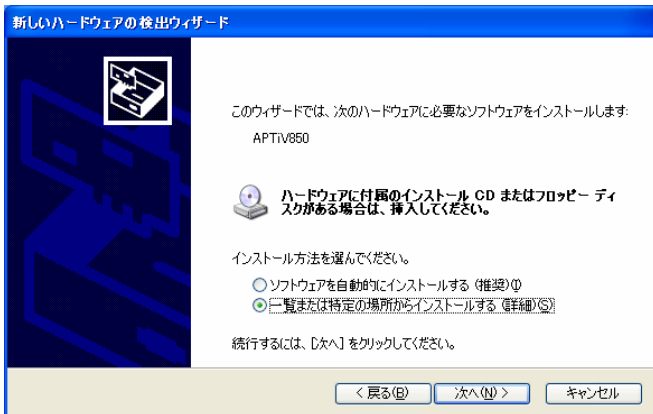 新しいハードウェアの検出ウィザード
このウィザードでは、次のハードウェアに必要なソフトウェアをインストールします:
APTiV850
ハードウェアに付属のインストール CD またはフロッピー ディ
スクがある場合は、挿入してください。
インストール方法を選んでください。
ソフトウェアを自動的にインストールする (推奨)(I)
一覧または特定の場所からインストールする (詳細)(S)
続行するには、[次へ] をクリックしてください。
< 戻る(B)
次へ(N) >
キャンセル